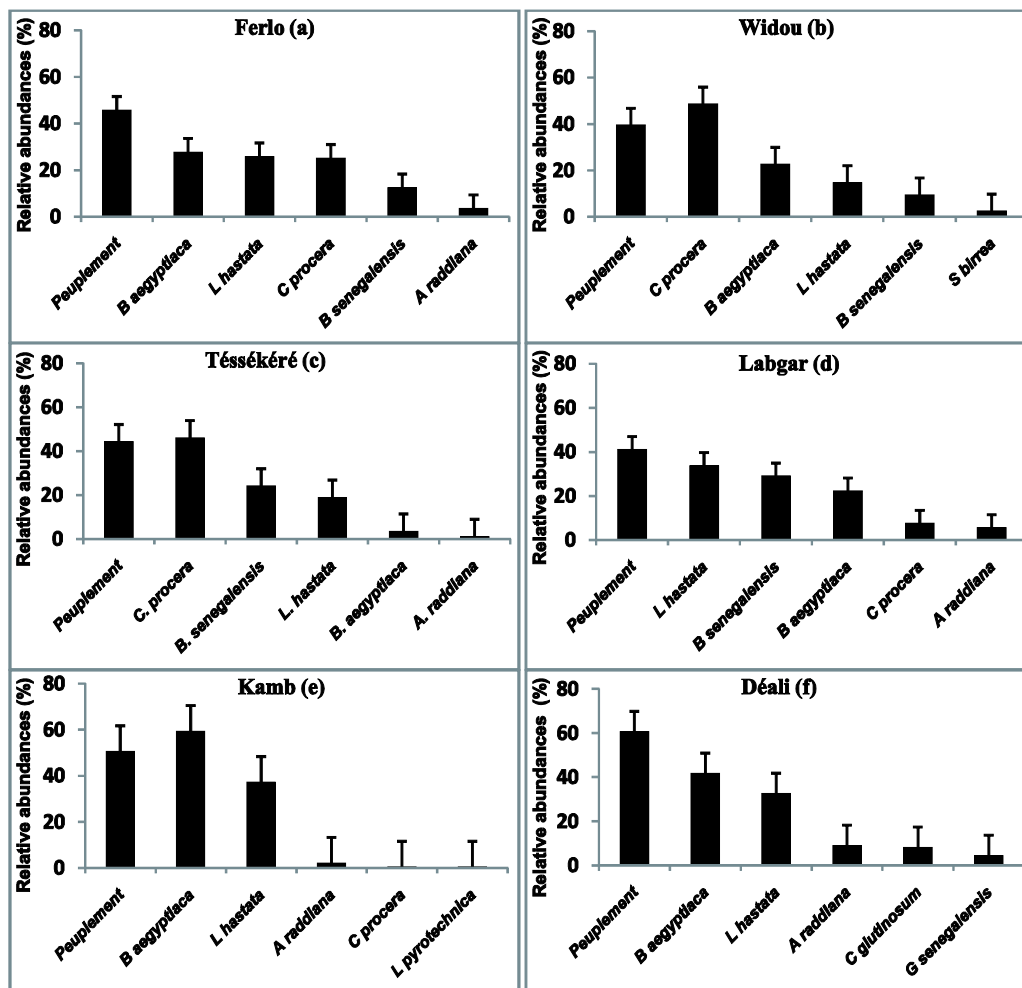 Ferlo (a)
Relative abundances (%)
80
60
40
20
0
Peuplement
B aegyptiaca
L hastata
C procera
B senegalensis
A raddiana
Widou (b)
Relative abundances (%)
80
60
40
20
0
Peuplement
C procera
B aegyptiaca
L hastata
B senegalensis
S birrea
Téssékéré (c)
Relative abundances (%)
80
60
40
20
0
Peuplement
C. procera
B. senegalensis
L. hastata
B. aegyptiaca
A. raddiana
Labgar (d)
Relative abundances (%)
80
60
40
20
0
Peuplement
L hastata
B senegalensis
B aegyptiaca
C procera
A raddiana
Kamb (e)
Relative abundances (%)
80
60
40
20
0
Peuplement
B aegyptiaca
L hastata
A raddiana
C procera
L pyrotechnica
Déali (f)
Relative abundances (%)
80
60
40
20
0
Peuplement
B aegyptiaca
L hastata
A raddiana
C glutinosum
G senegalensis